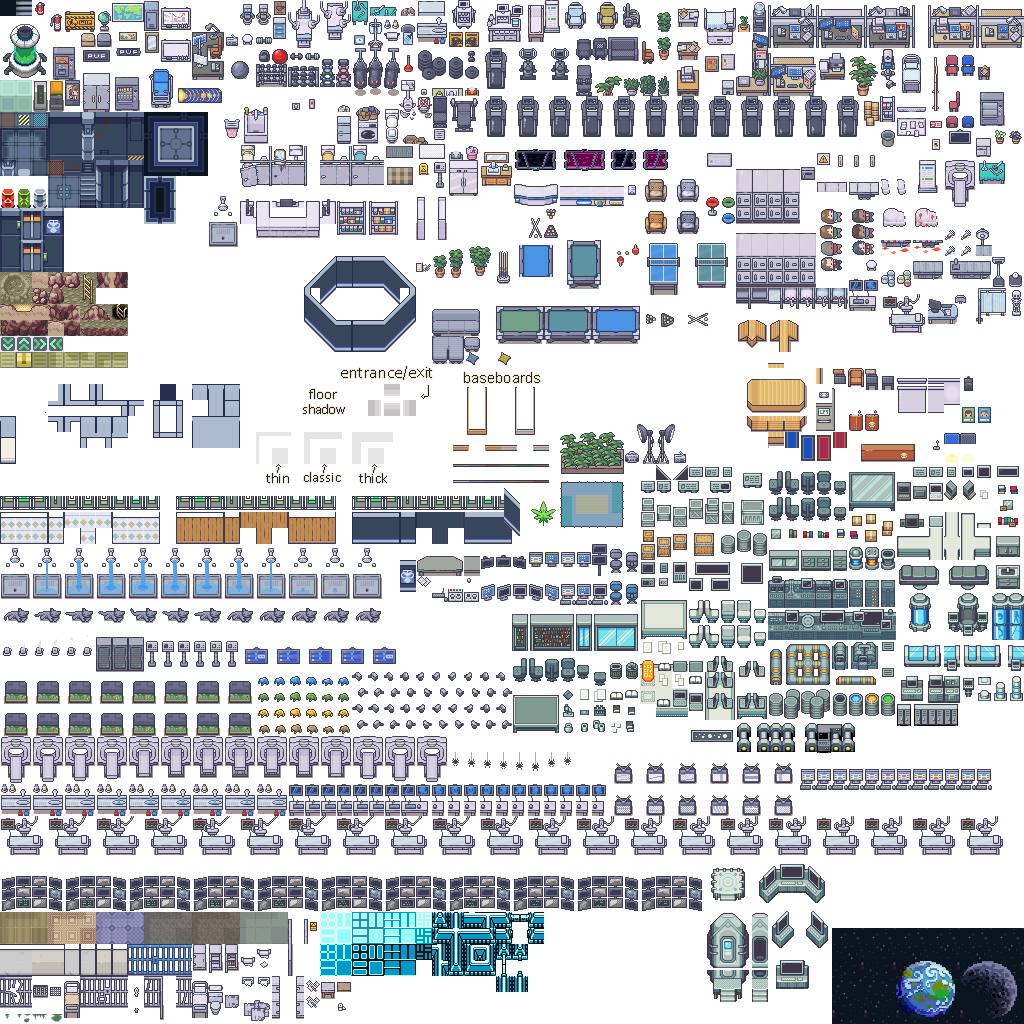 entrance/exit
baseboards
floor
shadow
thin
classic
thick